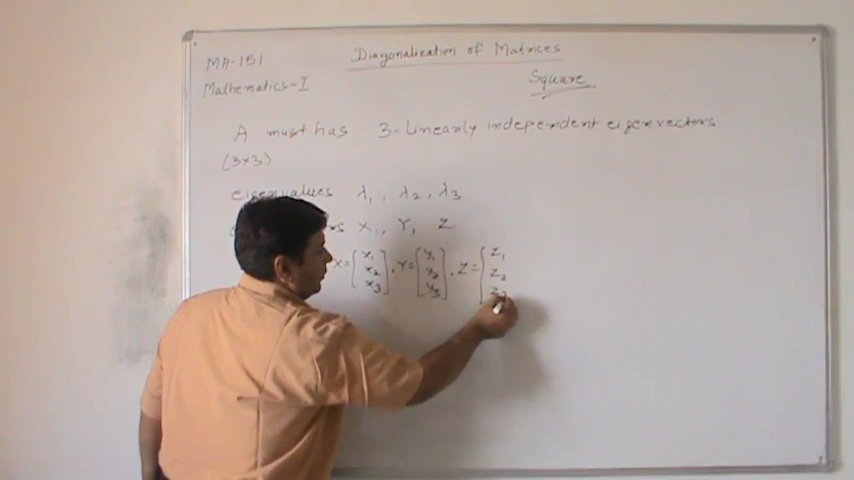 MA-151
Diagonalization of Matrices
Mathematics-I
Square
A must has 3-Linearly independent eigenvectors.
(3×3)
eigenvalues λ₁, λ₂, λ₃
X, Y, Z
X = [x₁ x₂ x₃], Y = [y₁ y₂ y₃], Z = [z₁ z₂ z₃